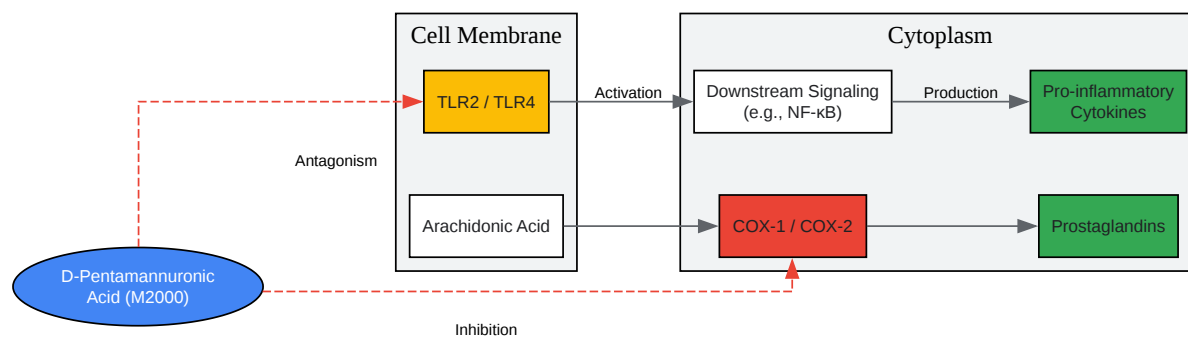 Cell Membrane
Cytoplasm
TLR2 / TLR4
Activation
Downstream Signaling
(e.g., NF-κB)
Production
Pro-inflammatory
Cytokines
Antagonism
Arachidonic Acid
COX-1 / COX-2
Prostaglandins
D-Pentamannuronic
Acid (M2000)
Inhibition